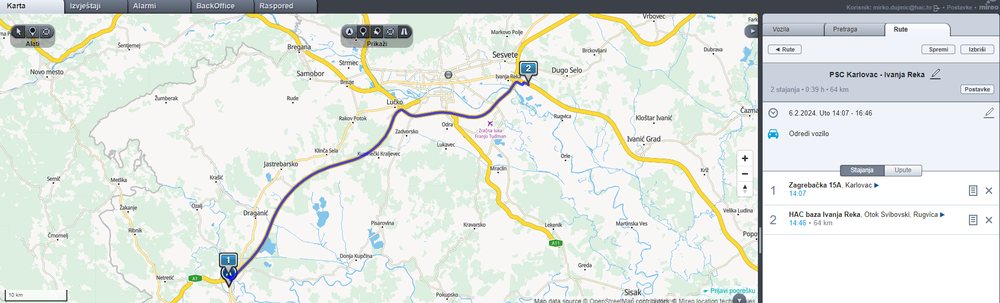 Karta
Izvještaji
Alarmi
BackOffice
Raspored
Korisnik: mirko.dujmic@hac.hr • Postavke • mireo
Alati
Prikaži
Vrbovec
Markovo Polje
Šentjernej
Bregana
Sesvete
Brckovljani
Dubrava
Strmec
Novo mesto
Samobor
Dugo Selo
2
Ivanja Reka
Brezje
Žumberak
Rude
Lučko
Čazma
Rakov Potok
Rugvica
Kloštar Ivanić
Odra
Zadvorsko
Zračna luka
Franjo Tuđman
Ivanić Grad
Lukavec
Klinča Sela
Kupinečki Kraljevec
Orle
Jastrebarsko
Mraclin
Križ
Semič
Metlika
Krašić
Žakanje
Ozalj
Draganić
Velika Ludina
Pisarovina
Kravarsko
Lekenik
Martinska Ves
Ribnik
Črnomelj
A11
Popo
Donja Kupčina
1
Greda
Netretić
A1
Pokupsko
Sisak
10 km
Prijavi pogrešku
Map data source © OpenStreetMap contributors, © Mireo location technologies
Vozila
Pretraga
Rute
◄ Rute
Spremi
Izbriši
PSC Karlovac - Ivanja Reka
2 stajanja • 0:39 h • 64 km
Postavke
6.2.2024. Uto 14:07 - 16:46
Odredi vozilo
Stajanja
Upute
1
Zagrebačka 15A, Karlovac
14:07
2
HAC baza Ivanja Reka, Otok Svibovski, Rugvica
14:46 • 64 km